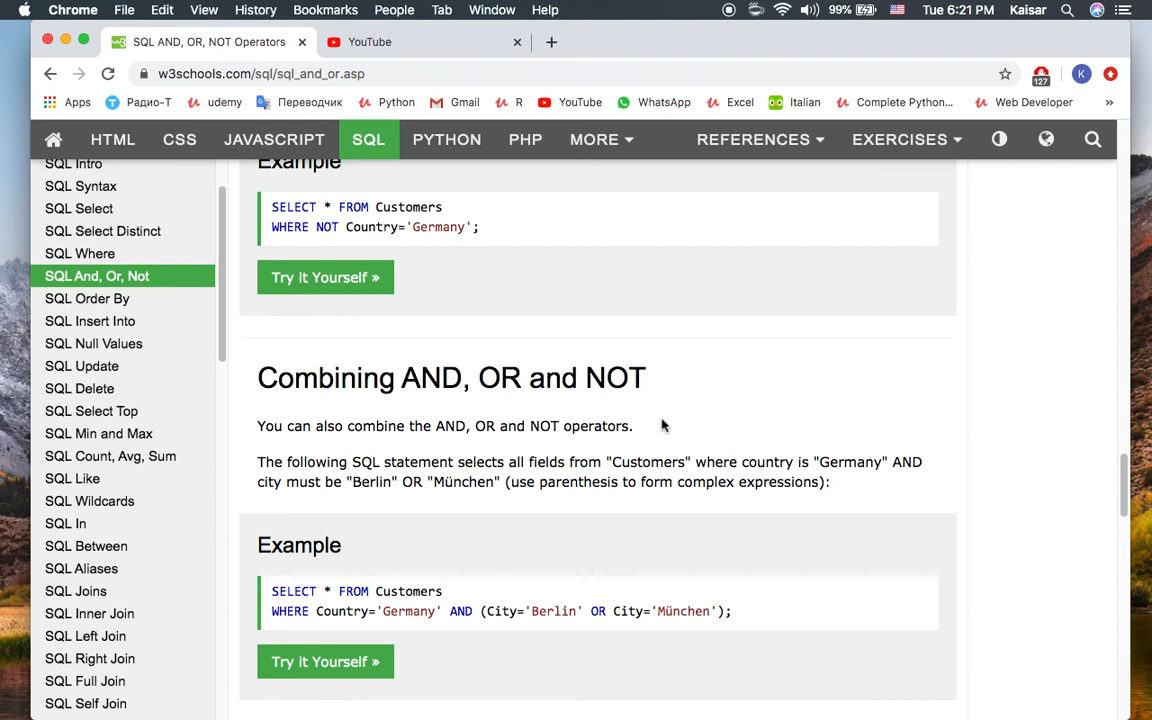 Chrome File Edit View History Bookmarks People Tab Window Help 99% Tue 6:21 PM Kaisar
SQL AND, OR, NOT Operators YouTube
w3schools.com/sql/sql_and_or.asp 127 K
Apps Радио-Т udemy Переводчик Python Gmail R YouTube WhatsApp Excel Italian Complete Python... Web Developer »
HTML CSS JAVASCRIPT SQL PYTHON PHP MORE REFERENCES EXERCISES
SQL Intro
SQL Syntax
SQL Select
SQL Select Distinct
SQL Where
SQL And, Or, Not
SQL Order By
SQL Insert Into
SQL Null Values
SQL Update
SQL Delete
SQL Select Top
SQL Min and Max
SQL Count, Avg, Sum
SQL Like
SQL Wildcards
SQL In
SQL Between
SQL Aliases
SQL Joins
SQL Inner Join
SQL Left Join
SQL Right Join
SQL Full Join
SQL Self Join
Example
SELECT * FROM Customers
WHERE NOT Country='Germany';
Try it Yourself »
Combining AND, OR and NOT
You can also combine the AND, OR and NOT operators.
The following SQL statement selects all fields from "Customers" where country is "Germany" AND
city must be "Berlin" OR "München" (use parenthesis to form complex expressions):
Example
SELECT * FROM Customers
WHERE Country='Germany' AND (City='Berlin' OR City='München');
Try it Yourself »